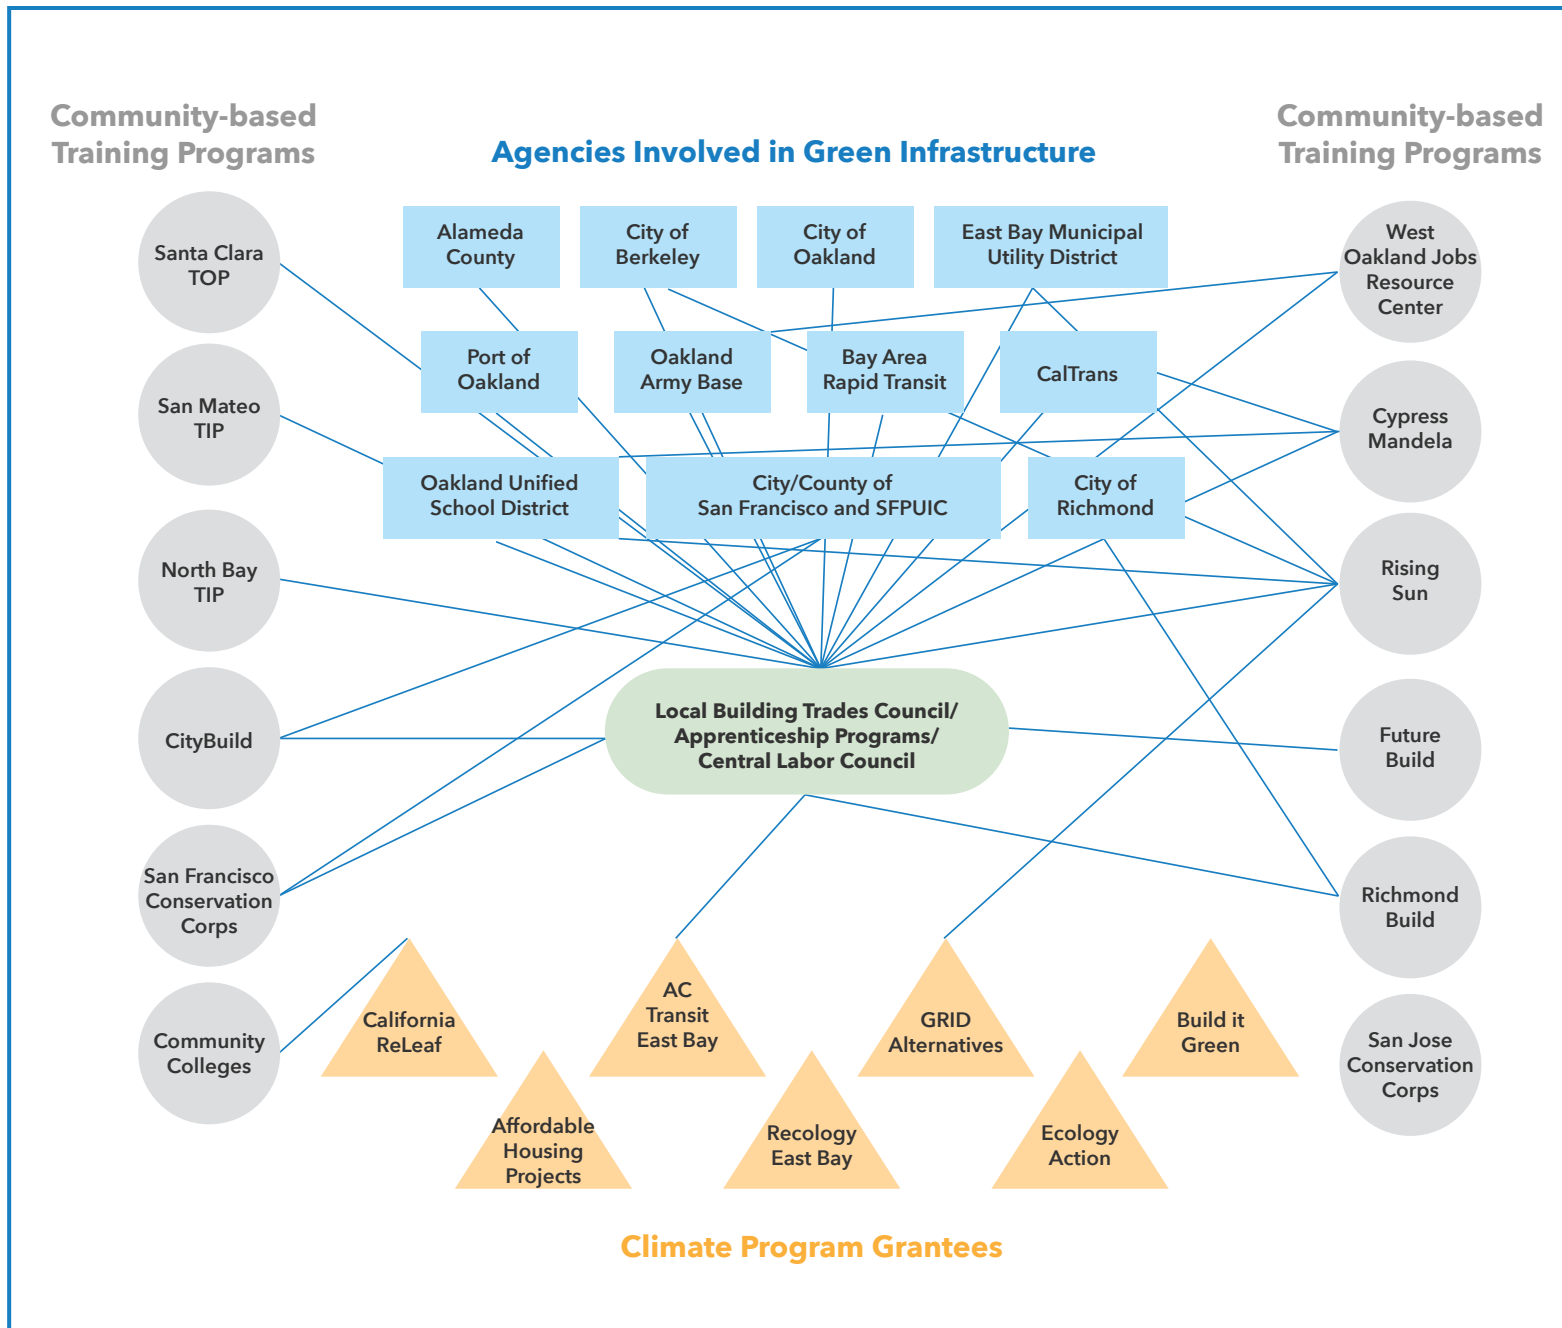 Community-based
Training Programs
Agencies Involved in Green Infrastructure
Community-based
Training Programs
Santa Clara
TOP
San Mateo
TIP
North Bay
TIP
CityBuild
San Francisco
Conservation
Corps
Community
Colleges
Alameda
County
City of
Berkeley
City of
Oakland
East Bay Municipal
Utility District
Port of
Oakland
Oakland
Army Base
Bay Area
Rapid Transit
CalTrans
Oakland Unified
School District
City/County of
San Francisco and SFPUIC
City of
Richmond
Local Building Trades Council/
Apprenticeship Programs/
Central Labor Council
West
Oakland Jobs
Resource
Center
Cypress
Mandela
Rising
Sun
Future
Build
Richmond
Build
San Jose
Conservation
Corps
California
ReLeaf
AC
Transit
East Bay
GRID
Alternatives
Build it
Green
Affordable
Housing
Projects
Recology
East Bay
Ecology
Action
Climate Program Grantees